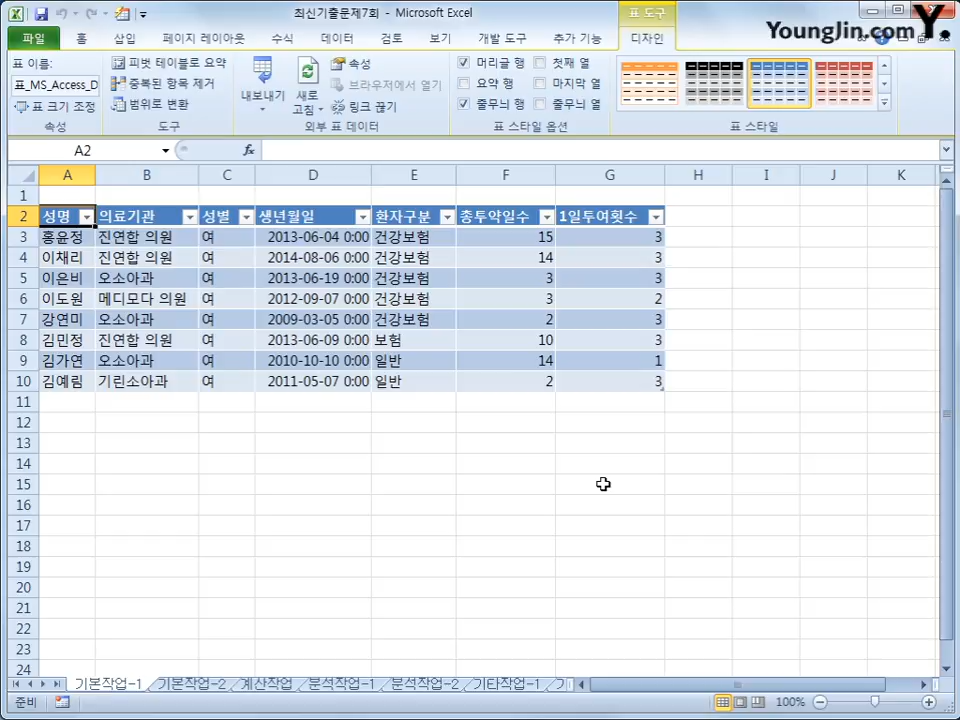 최신기출문제7회 - Microsoft Excel
표 도구
Younglin.com Y.
파일 홈 삽입 페이지 레이아웃 수식 데이터 검토 보기 개발 도구 추가 기능 디자인
표 이름:
표_MS_Access_D
표 크기 조정
속성
피벗 테이블로 요약
중복된 항목 제거
범위로 변환
도구
내보내기
새로 고침
속성
브라우저에서 열기
링크 끊기
외부 표 데이터
머리글 행 첫째 열
요약 행 마지막 열
줄무늬 행 줄무늬 열
표 스타일 옵션
표 스타일
A2 fx
A B C D E F G H I J K
1
2 성명 의료기관 성별 생년월일 환자구분 총투약일수 1일투여횟수
3 홍윤정 진연합 의원 여 2013-06-04 0:00 건강보험 15 3
4 이채리 진연합 의원 여 2014-08-06 0:00 건강보험 14 3
5 이은비 오소아과 여 2013-06-19 0:00 건강보험 3 3
6 이도원 메디모다 의원 여 2012-09-07 0:00 건강보험 3 2
7 강연미 오소아과 여 2009-03-05 0:00 건강보험 2 3
8 김민정 진연합 의원 여 2013-06-09 0:00 보험 10 3
9 김가연 오소아과 여 2010-10-10 0:00 일반 14 1
10 김예림 기린소아과 여 2011-05-07 0:00 일반 2 3
11
12
13
14
15
16
17
18
19
20
21
22
23
24
기본작업-1 기본작업-2 계산작업 분석작업-1 분석작업-2 기타작업-1
준비 100%